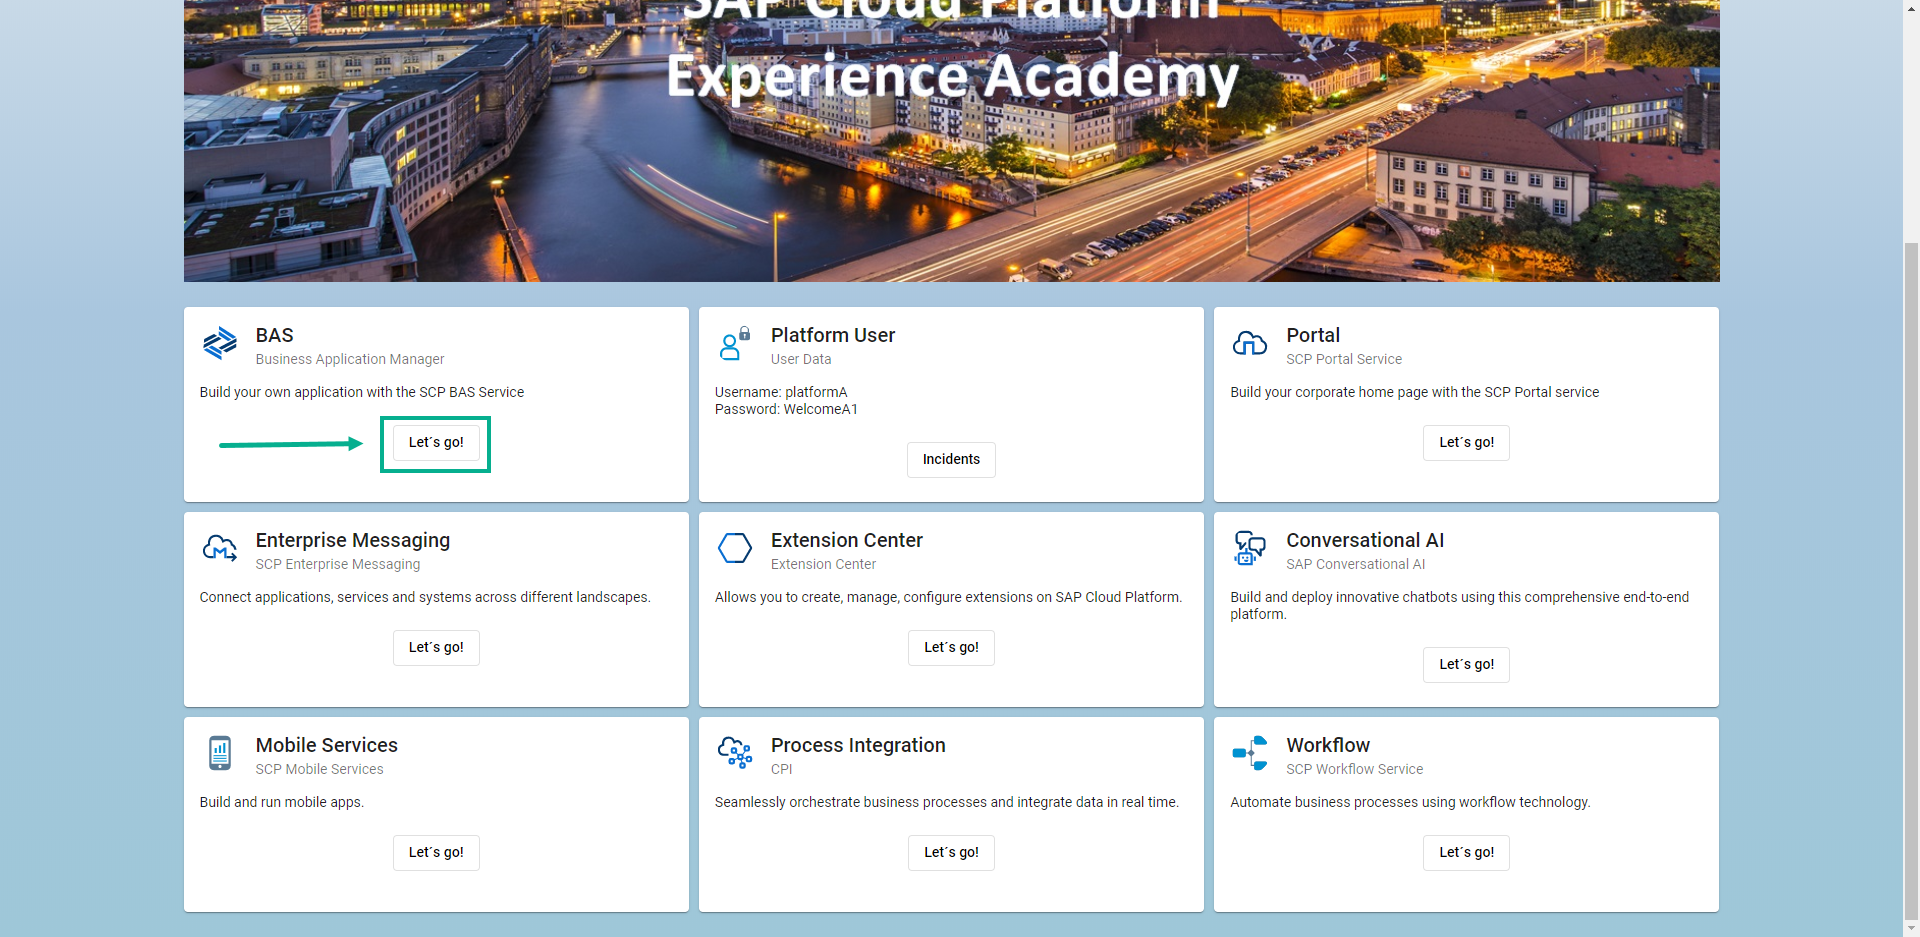 SAP Cloud Platform
Experience Academy
BAS
Business Application Manager
Build your own application with the SCP BAS Service
Let´s go!
Platform User
User Data
Username: platformA
Password: WelcomeA1
Incidents
Portal
SCP Portal Service
Build your corporate home page with the SCP Portal service
Let´s go!
Enterprise Messaging
SCP Enterprise Messaging
Connect applications, services and systems across different landscapes.
Let´s go!
Extension Center
Extension Center
Allows you to create, manage, configure extensions on SAP Cloud Platform.
Let´s go!
Conversational AI
SAP Conversational AI
Build and deploy innovative chatbots using this comprehensive end-to-end
platform.
Let´s go!
Mobile Services
SCP Mobile Services
Build and run mobile apps.
Let´s go!
Process Integration
CPI
Seamlessly orchestrate business processes and integrate data in real time.
Let´s go!
Workflow
SCP Workflow Service
Automate business processes using workflow technology.
Let´s go!